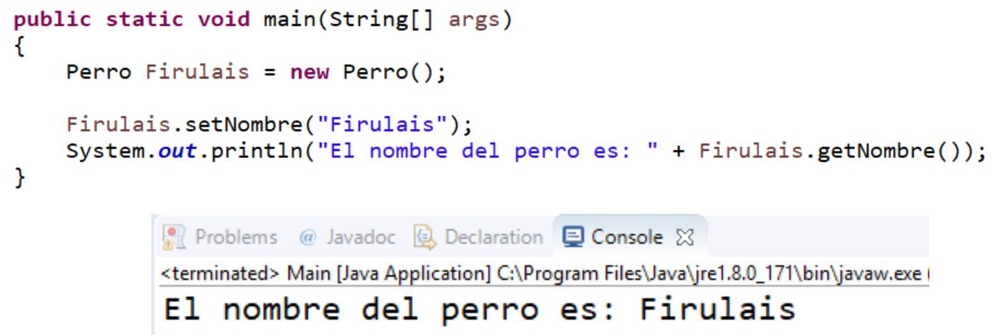 public static void main(String[] args)
{
Perro Firulais = new Perro();
Firulais.setNombre("Firulais");
System.out.println("El nombre del perro es: " + Firulais.getNombre());
}
Problems @ Javadoc Declaration Console
<terminated> Main [Java Application] C:\Program Files\Java\jre1.8.0_171\bin\javaw.exe (
El nombre del perro es: Firulais